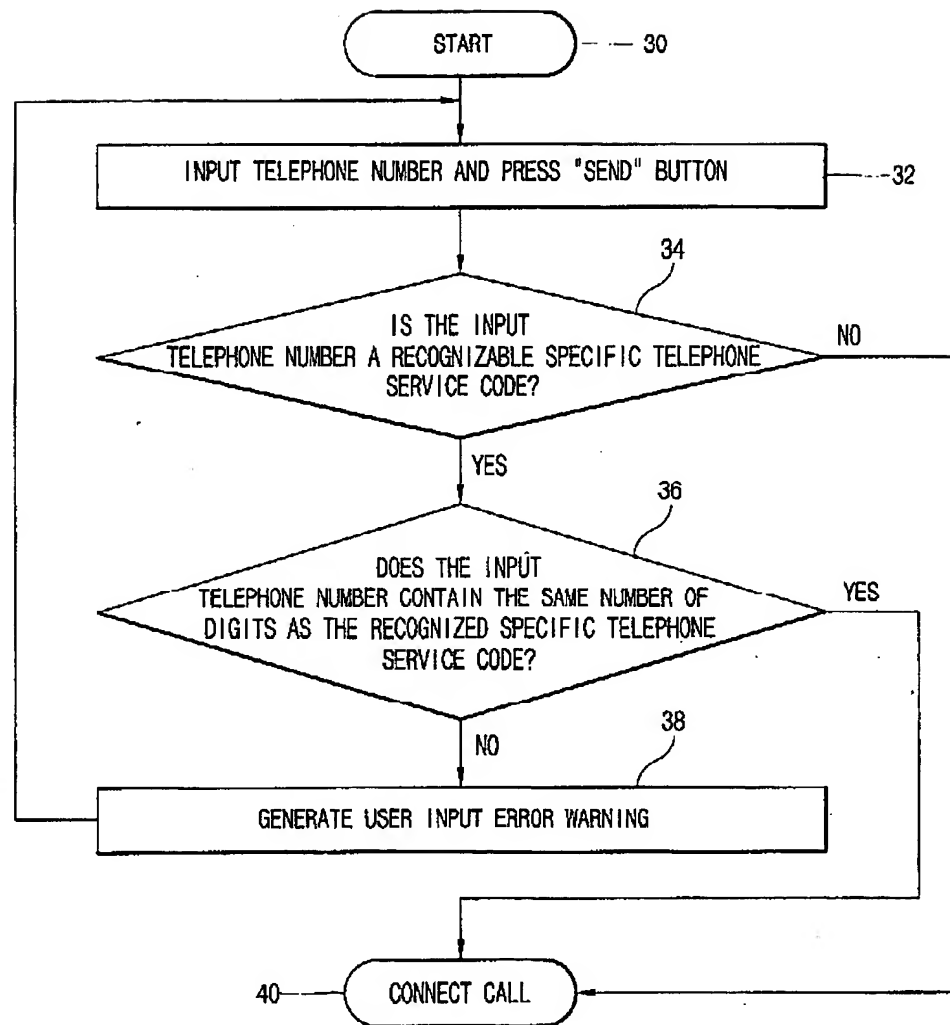 START
30
INPUT TELEPHONE NUMBER AND PRESS "SEND" BUTTON
32
34
IS THE INPUT
TELEPHONE NUMBER A RECOGNIZABLE SPECIFIC TELEPHONE
SERVICE CODE?
NO
YES
36
DOES THE INPUT
TELEPHONE NUMBER CONTAIN THE SAME NUMBER OF
DIGITS AS THE RECOGNIZED SPECIFIC TELEPHONE
SERVICE CODE?
YES
NO
38
GENERATE USER INPUT ERROR WARNING
40
CONNECT CALL